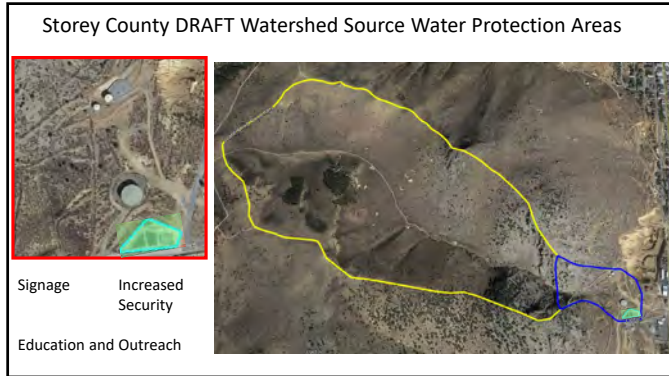 Storey County DRAFT Watershed Source Water Protection Areas
Signage
Increased
Security
Education and Outreach